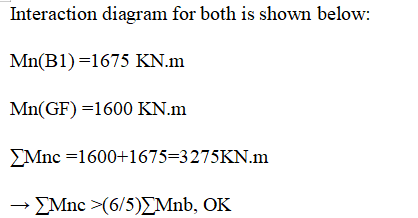 Interaction diagram for both is shown below:
Mn(B1) =1675 KN.m
Mn(GF) =1600 KN.m
∑Mnc =1600+1675=3275KN.m
→ ∑Mnc >(6/5)∑Mnb, OK